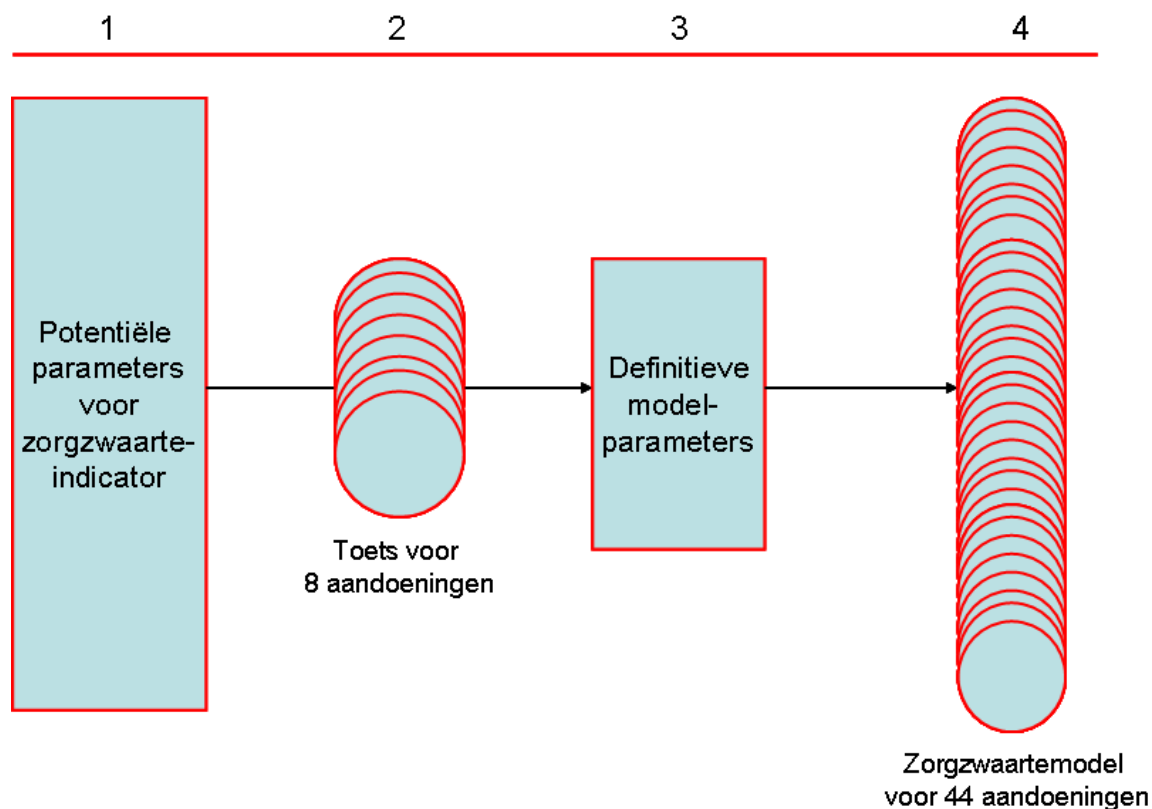 1 2 3 4
Potentiële
parameters
voor
zorgzwaarte-
indicator
Toets voor
8 aandoeningen
Definitieve
model-
parameters
Zorgzwaartemodel
voor 44 aandoeningen